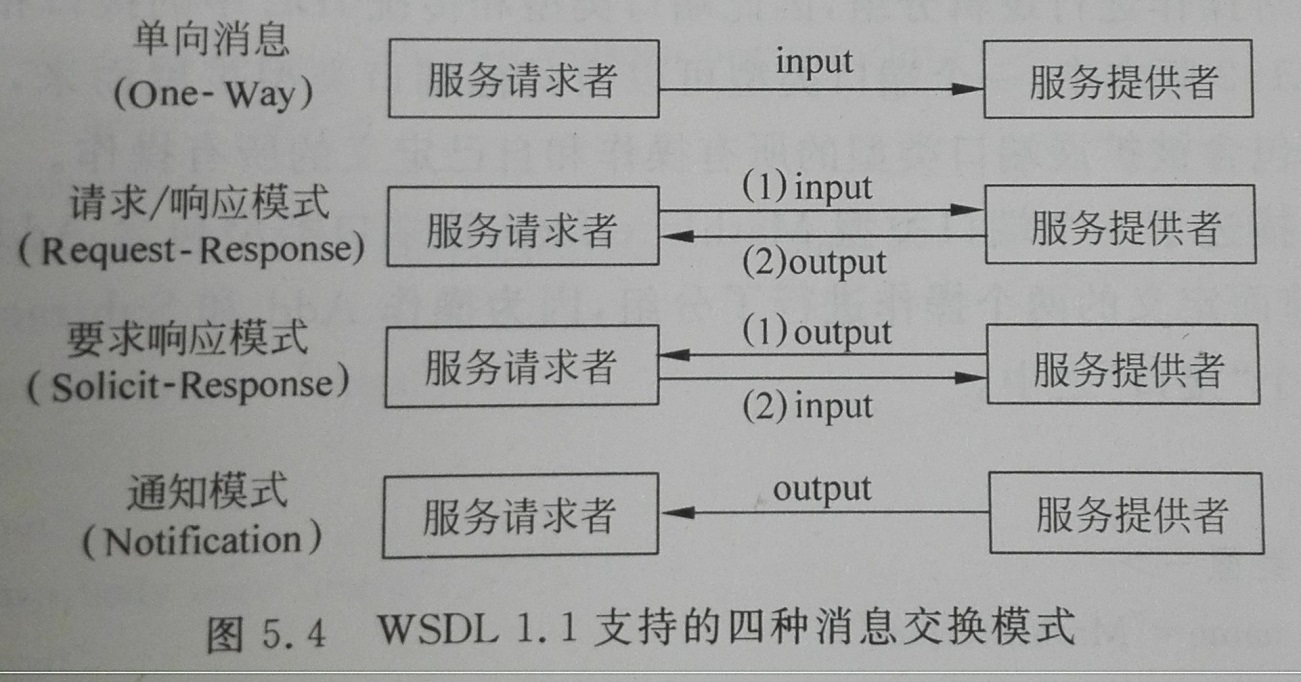 单向消息
(One-Way)
服务请求者
input
服务提供者
请求/响应模式
(Request-Response)
服务请求者
(1)input
(2)output
服务提供者
要求响应模式
(Solicit-Response)
服务请求者
(1)output
(2)input
服务提供者
通知模式
(Notification)
服务请求者
output
服务提供者
图 5.4 WSDL 1.1 支持的四种消息交换模式